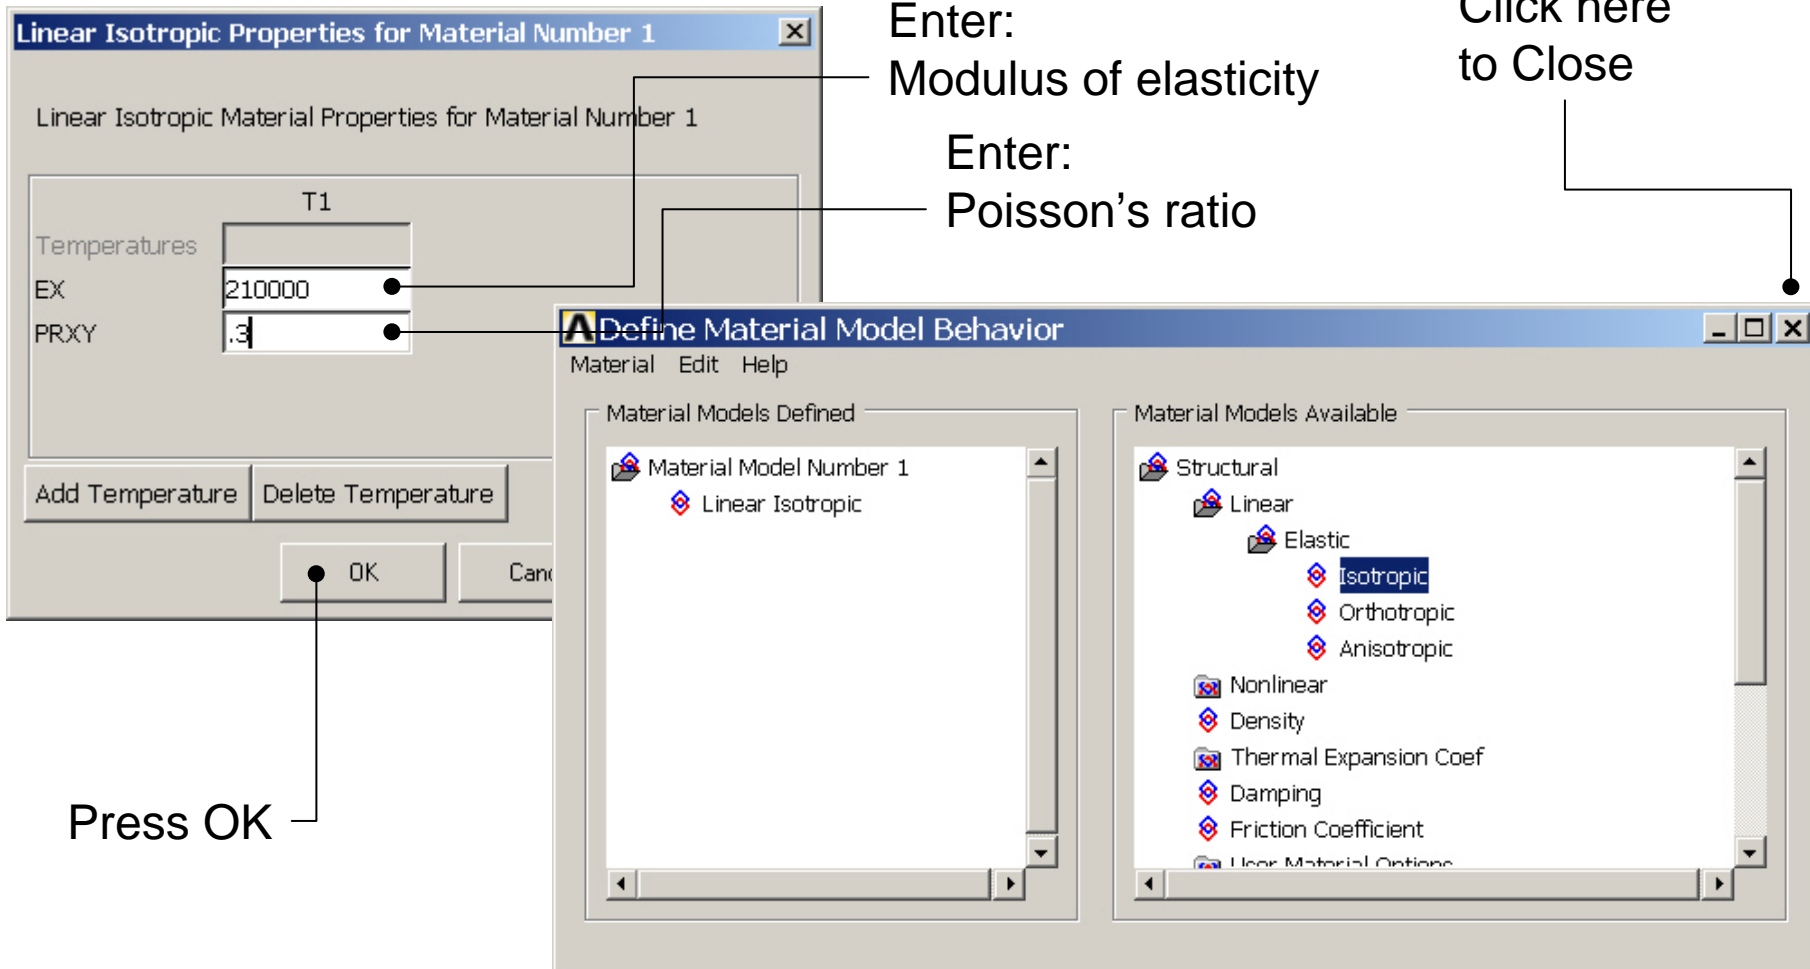 Enter:
Modulus of elasticity
Click here
to Close
Enter:
Poisson’s ratio
Linear Isotropic Properties for Material Number 1
Linear Isotropic Material Properties for Material Number 1
T1
Temperatures
EX 210000
PRXY .3
Add Temperature Delete Temperature
OK
Press OK
Define Material Model Behavior
Material Edit Help
Material Models Defined
Material Model Number 1
Linear Isotropic
Material Models Available
Structural
Linear
Elastic
Isotropic
Orthotropic
Anisotropic
Nonlinear
Density
Thermal Expansion Coef
Damping
Friction Coefficient
User Material Options